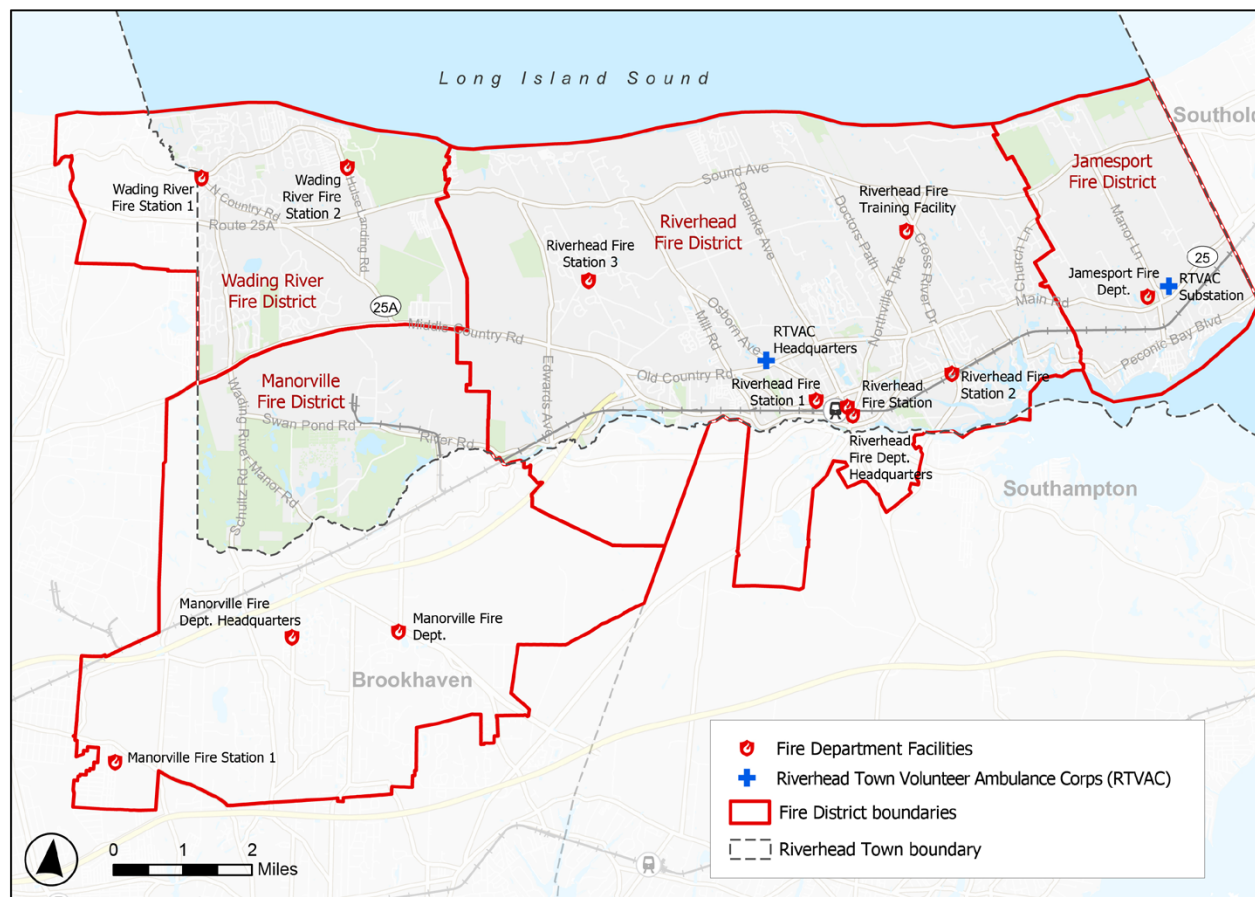 Long Island Sound
Southold
Wading River
Fire Station 1
Wading
River Fire
Station 2
N Country Rd
Route 25A
Hulse Landing Rd
Wading River
Fire District
25A
Sound Ave
Roanoke Ave
Doctors Path
Riverhead Fire
Training Facility
Riverhead
Fire District
Riverhead Fire
Station 3
Northville Tpke
Cross River Dr
Church Ln
Jamesport
Fire District
Manor Ln
25
Jamesport Fire
Dept.
RTVAC
Substation
Main Rd
Peconic Bay Blvd
Middle Country Rd
Osborn Ave
Mill Rd
RTVAC
Headquarters
Old Country Rd
Edwards Ave
Riverhead Fire
Station 1
Riverhead
Fire Station
Riverhead Fire
Station 2
Riverhead
Fire Dept.
Headquarters
Manorville
Fire District
Wading River Manor Rd
Swan Pond Rd
River Rd
Schultz Rd
Southampton
Manorville Fire
Dept. Headquarters
Manorville Fire
Dept.
Brookhaven
Manorville Fire Station 1
Fire Department Facilities
Riverhead Town Volunteer Ambulance Corps (RTVAC)
Fire District boundaries
Riverhead Town boundary
0 1 2
Miles